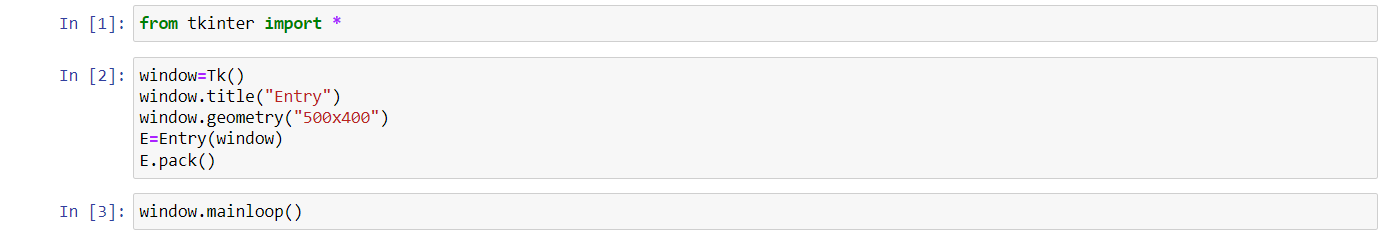 In [1]: from tkinter import *
In [2]: window=Tk()
window.title("Entry")
window.geometry("500x400")
E=Entry(window)
E.pack()
In [3]: window.mainloop()